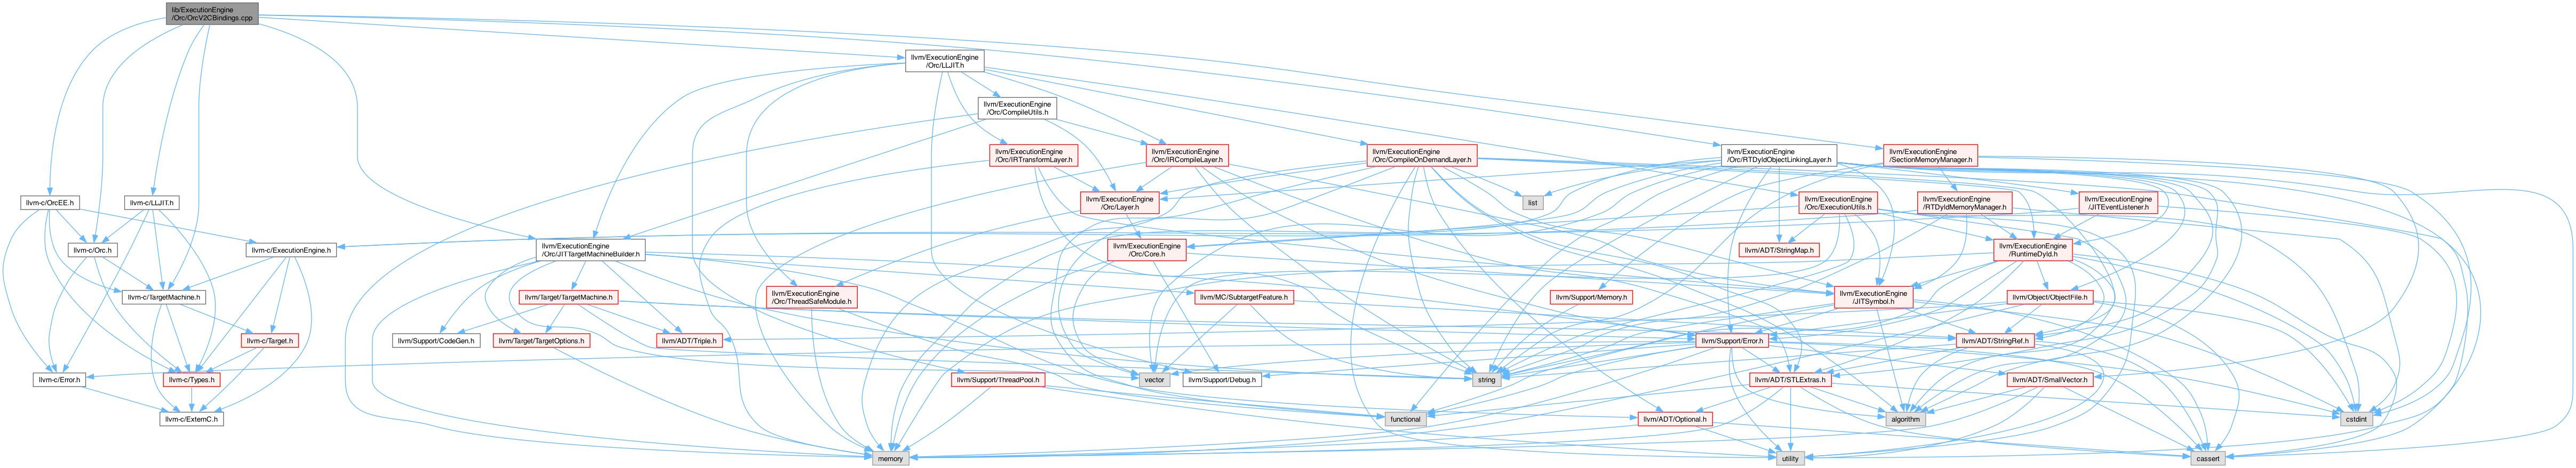 lib/ExecutionEngine
/Orc/OrcV2CBindings.cpp
llvm/ExecutionEngine
/Orc/LLJIT.h
llvm/ExecutionEngine
/Orc/CompileUtils.h
llvm/ExecutionEngine
/Orc/IRTransformLayer.h
llvm/ExecutionEngine
/Orc/IRCompileLayer.h
llvm/ExecutionEngine
/Orc/CompileOnDemandLayer.h
llvm/ExecutionEngine
/Orc/RTDyldObjectLinkingLayer.h
llvm/ExecutionEngine
/SectionMemoryManager.h
llvm-c/OrcEE.h
llvm-c/LLJIT.h
llvm/ExecutionEngine
/Orc/Layer.h
list
llvm/ExecutionEngine
/Orc/ExecutionUtils.h
llvm/ExecutionEngine
/RTDyldMemoryManager.h
llvm/ExecutionEngine
/JITEventListener.h
llvm-c/Orc.h
llvm-c/ExecutionEngine.h
llvm/ExecutionEngine
/Orc/JITTargetMachineBuilder.h
llvm/ExecutionEngine
/Orc/Core.h
llvm/ADT/StringMap.h
llvm/ExecutionEngine
/RuntimeDyld.h
llvm-c/TargetMachine.h
llvm/Target/TargetMachine.h
llvm/MC/SubtargetFeature.h
llvm/ExecutionEngine
/Orc/ThreadSafeModule.h
llvm/Support/Memory.h
llvm/ExecutionEngine
/JITSymbol.h
llvm/Object/ObjectFile.h
llvm-c/Target.h
llvm/Support/CodeGen.h
llvm/Target/TargetOptions.h
llvm/ADT/Triple.h
llvm/Support/Error.h
llvm/ADT/StringRef.h
llvm-c/Error.h
llvm-c/Types.h
llvm/Support/ThreadPool.h
vector
llvm/Support/Debug.h
string
llvm/ADT/STLExtras.h
llvm/ADT/SmallVector.h
llvm-c/ExternC.h
functional
llvm/ADT/Optional.h
algorithm
cstdint
memory
utility
cassert